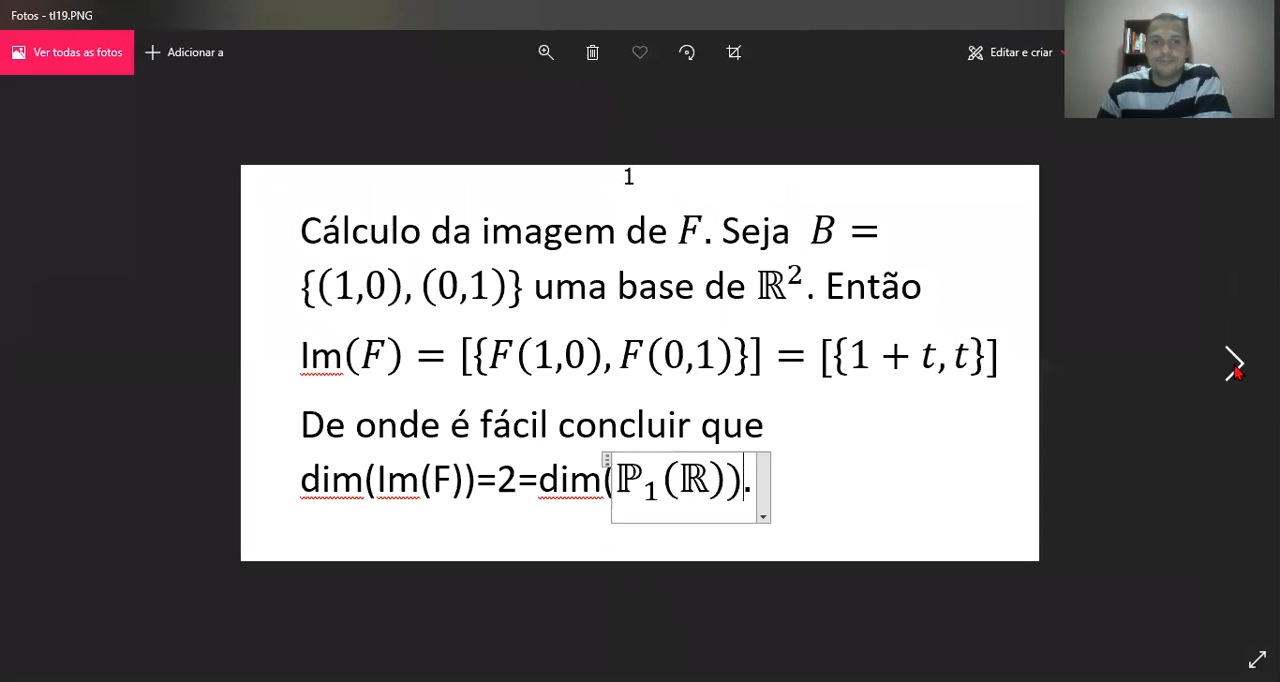 Fotos - tl19.PNG
Ver todas as fotos
Adicionar a
Editar e criar
1
Cálculo da imagem de F. Seja B =
{(1,0), (0,1)} uma base de ℝ². Então
Im(F) = [{F(1,0), F(0,1)}] = [{1 + t, t}]
De onde é fácil concluir que
dim(Im(F))=2=dim(ℙ₁(ℝ)).